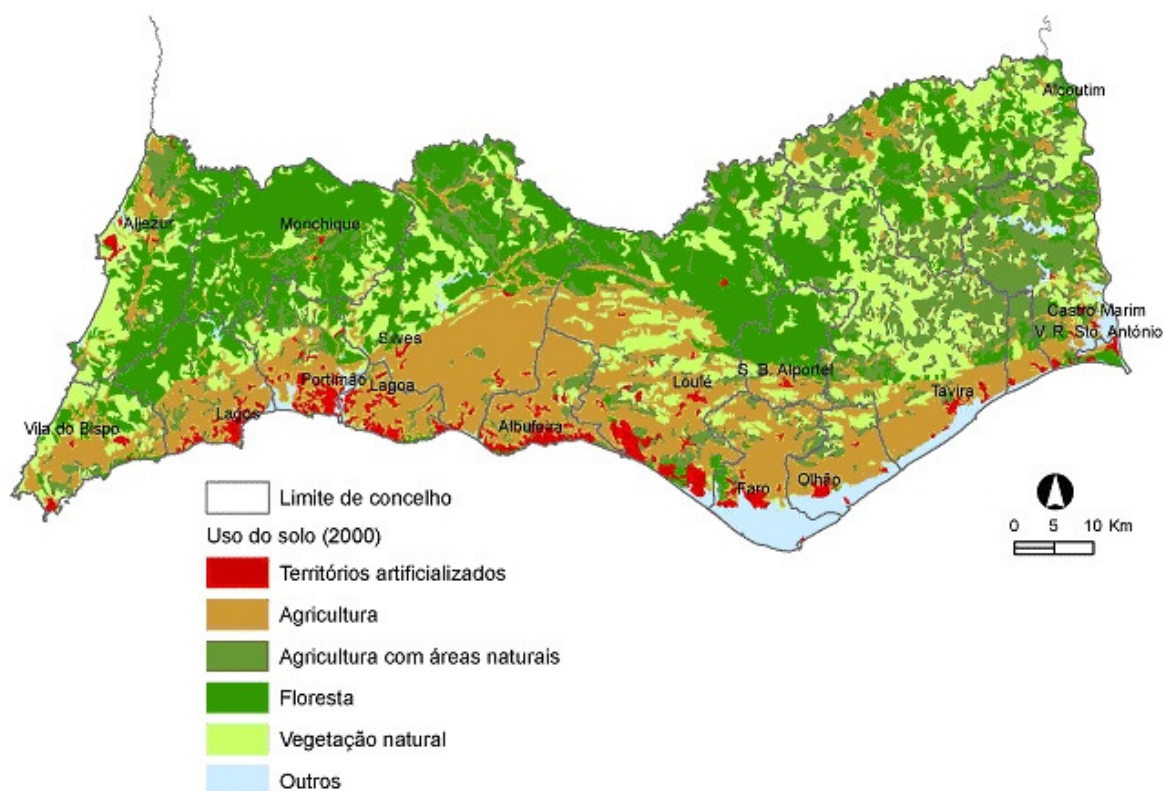 Alcoutim
Aljezur
Monchique
Castro Marim
V. R. Sto. António
Silves
Portimão
Lagoa
Loulé
S. B. Alportel
Tavira
Lagos
Vila do Bispo
Albufeira
Faro
Olhão
Limite de concelho
Uso do solo (2000)
Territórios artificializados
Agricultura
Agricultura com áreas naturais
Floresta
Vegetação natural
Outros
0 5 10 Km